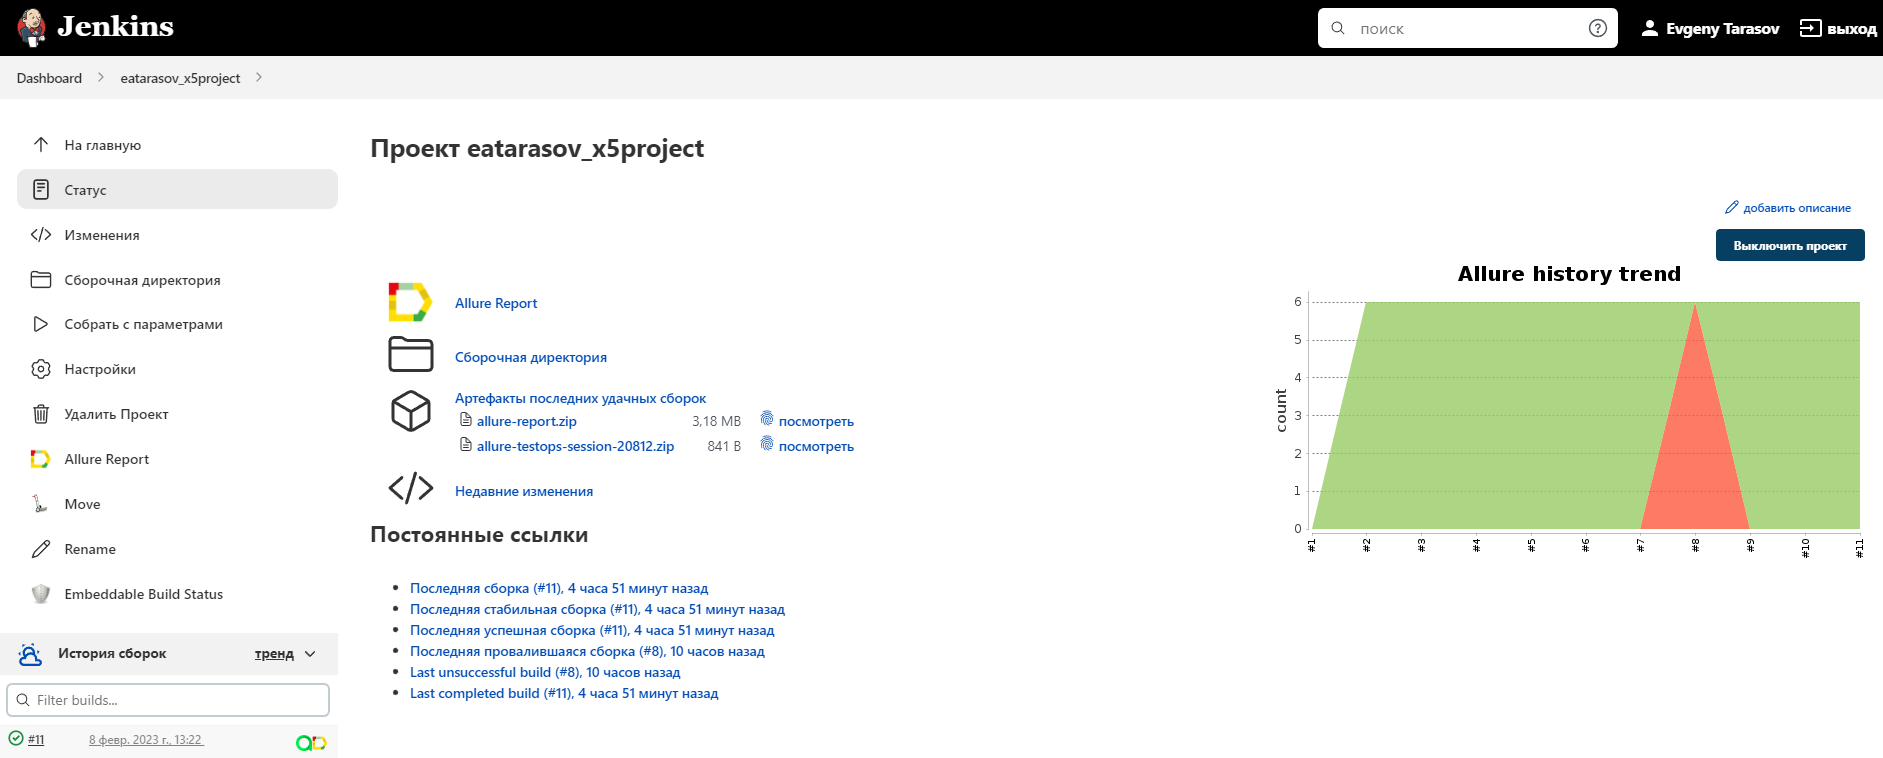 Jenkins
поиск
Evgeny Tarasov
выход
Dashboard
eatarasov_x5project
На главную
Статус
Изменения
Сборочная директория
Собрать с параметрами
Настройки
Удалить Проект
Allure Report
Move
Rename
Embeddable Build Status
История сборок
тренд
Filter builds...
#11
8 февр. 2023 г., 13:22
Проект eatarasov_x5project
добавить описание
Выключить проект
Allure Report
Сборочная директория
Артефакты последних удачных сборок
allure-report.zip 3,18 MB посмотреть
allure-testops-session-20812.zip 841 B посмотреть
Недавние изменения
Постоянные ссылки
Последняя сборка (#11), 4 часа 51 минут назад
Последняя стабильная сборка (#11), 4 часа 51 минут назад
Последняя успешная сборка (#11), 4 часа 51 минут назад
Последняя провалившаяся сборка (#8), 10 часов назад
Last unsuccessful build (#8), 10 часов назад
Last completed build (#11), 4 часа 51 минут назад
Allure history trend
count
6
5
4
3
2
1
0
#1 #2 #3 #4 #5 #6 #7 #8 #9 #10 #11